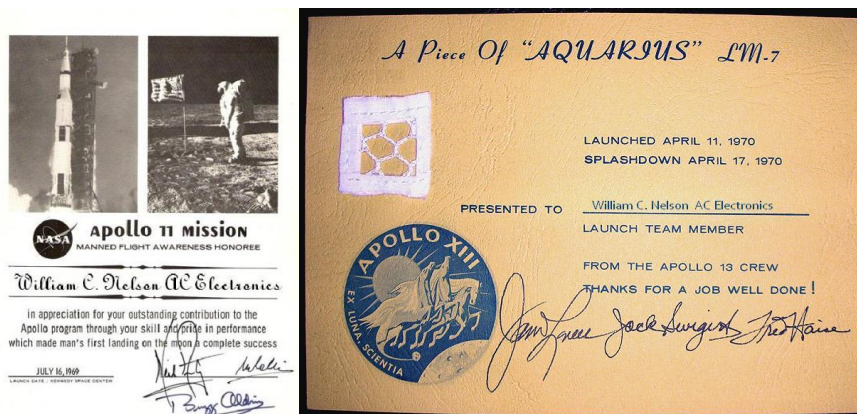 NASA
apollo 11 mission
MANNED FLIGHT AWARENESS HONOREE
William C. Nelson AC Electronics
in appreciation for your outstanding contribution to the
Apollo program through your skill and pride in performance
which made man's first landing on the moon a complete success
JULY 16, 1969
LAUNCH DATE : KENNEDY SPACE CENTER
Buzz Aldrin
A Piece Of "AQUARIUS" LM-7
LAUNCHED APRIL 11, 1970
SPLASHDOWN APRIL 17, 1970
PRESENTED TO William C. Nelson AC Electronics
LAUNCH TEAM MEMBER
FROM THE APOLLO 13 CREW
THANKS FOR A JOB WELL DONE!
APOLLO XIII
EX LUNA, SCIENTIA
Jack Swigert Fred Haise